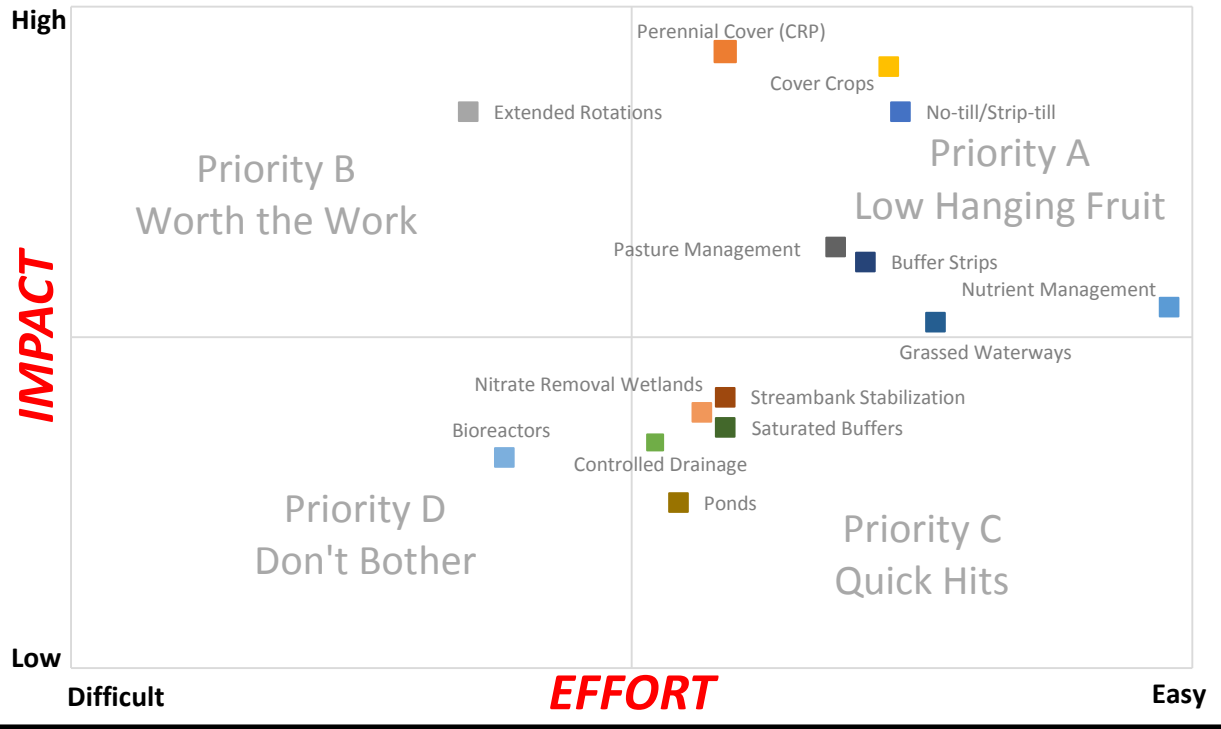 High
Perennial Cover (CRP)
Cover Crops
Extended Rotations
No-till/Strip-till
Priority B
Worth the Work
Priority A
Low Hanging Fruit
Pasture Management
Buffer Strips
Nutrient Management
Grassed Waterways
IMPACT
Nitrate Removal Wetlands
Streambank Stabilization
Bioreactors
Saturated Buffers
Controlled Drainage
Ponds
Priority D
Don't Bother
Priority C
Quick Hits
Low
Difficult
EFFORT
Easy